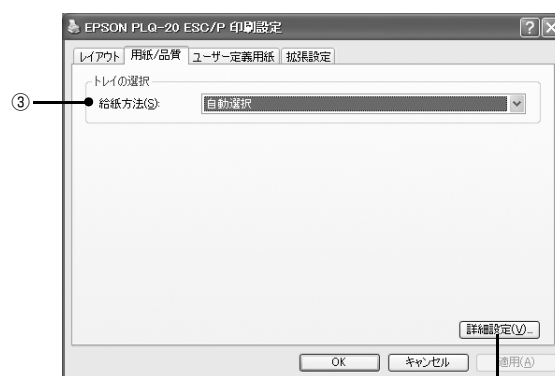 EPSON PLQ-20 ESC/P 印刷設定
レイアウト 用紙/品質 ユーザー定義用紙 拡張設定
トレイの選択
③ 給紙方法(S): 自動選択
詳細設定(V)...
OK キャンセル 適用(A)